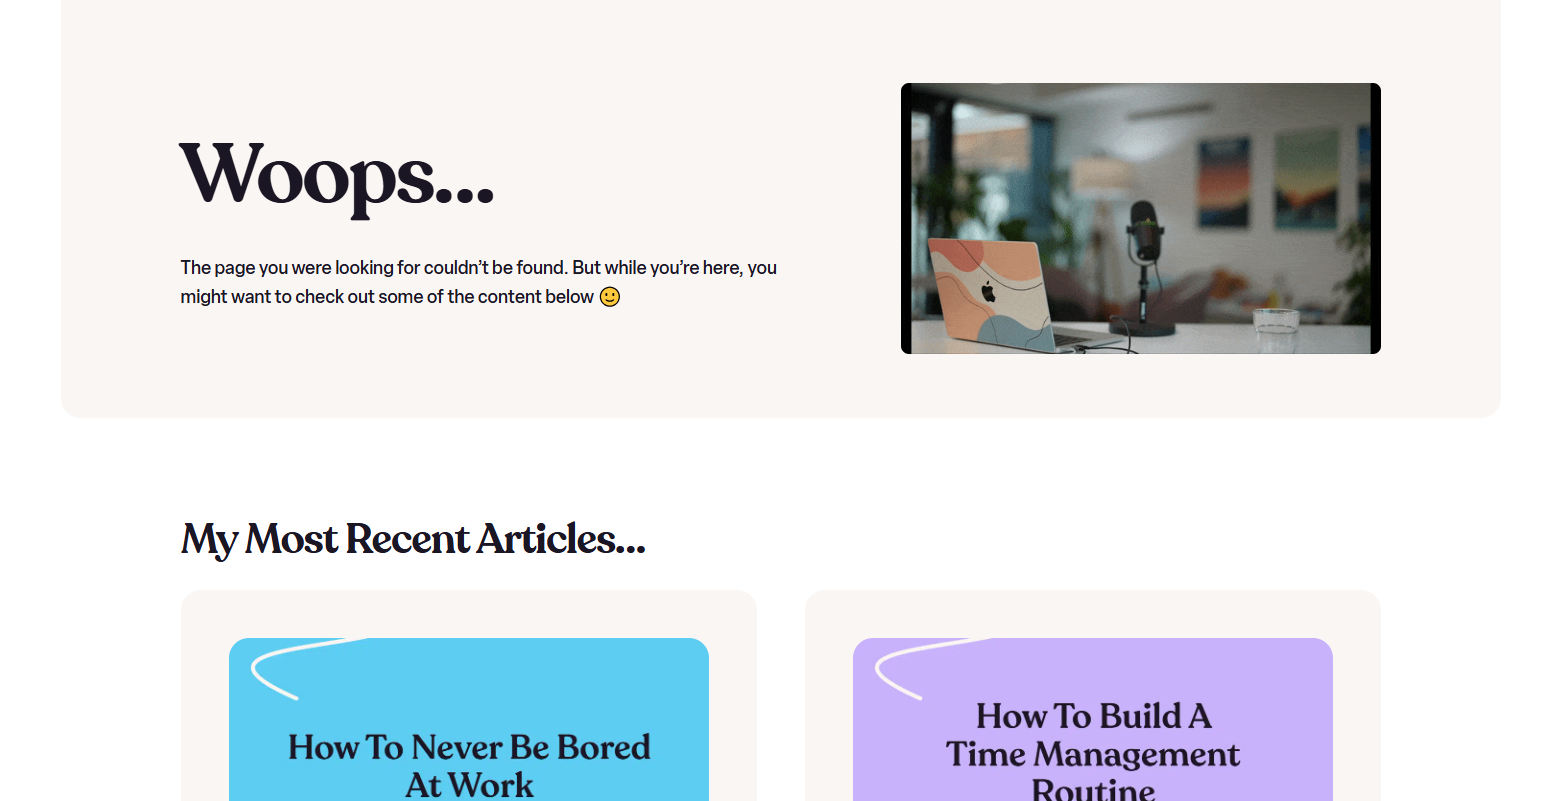 Woops...
The page you were looking for couldn’t be found. But while you’re here, you
might want to check out some of the content below 🙂
My Most Recent Articles...
How To Never Be Bored
At Work
How To Build A
Time Management
Routine